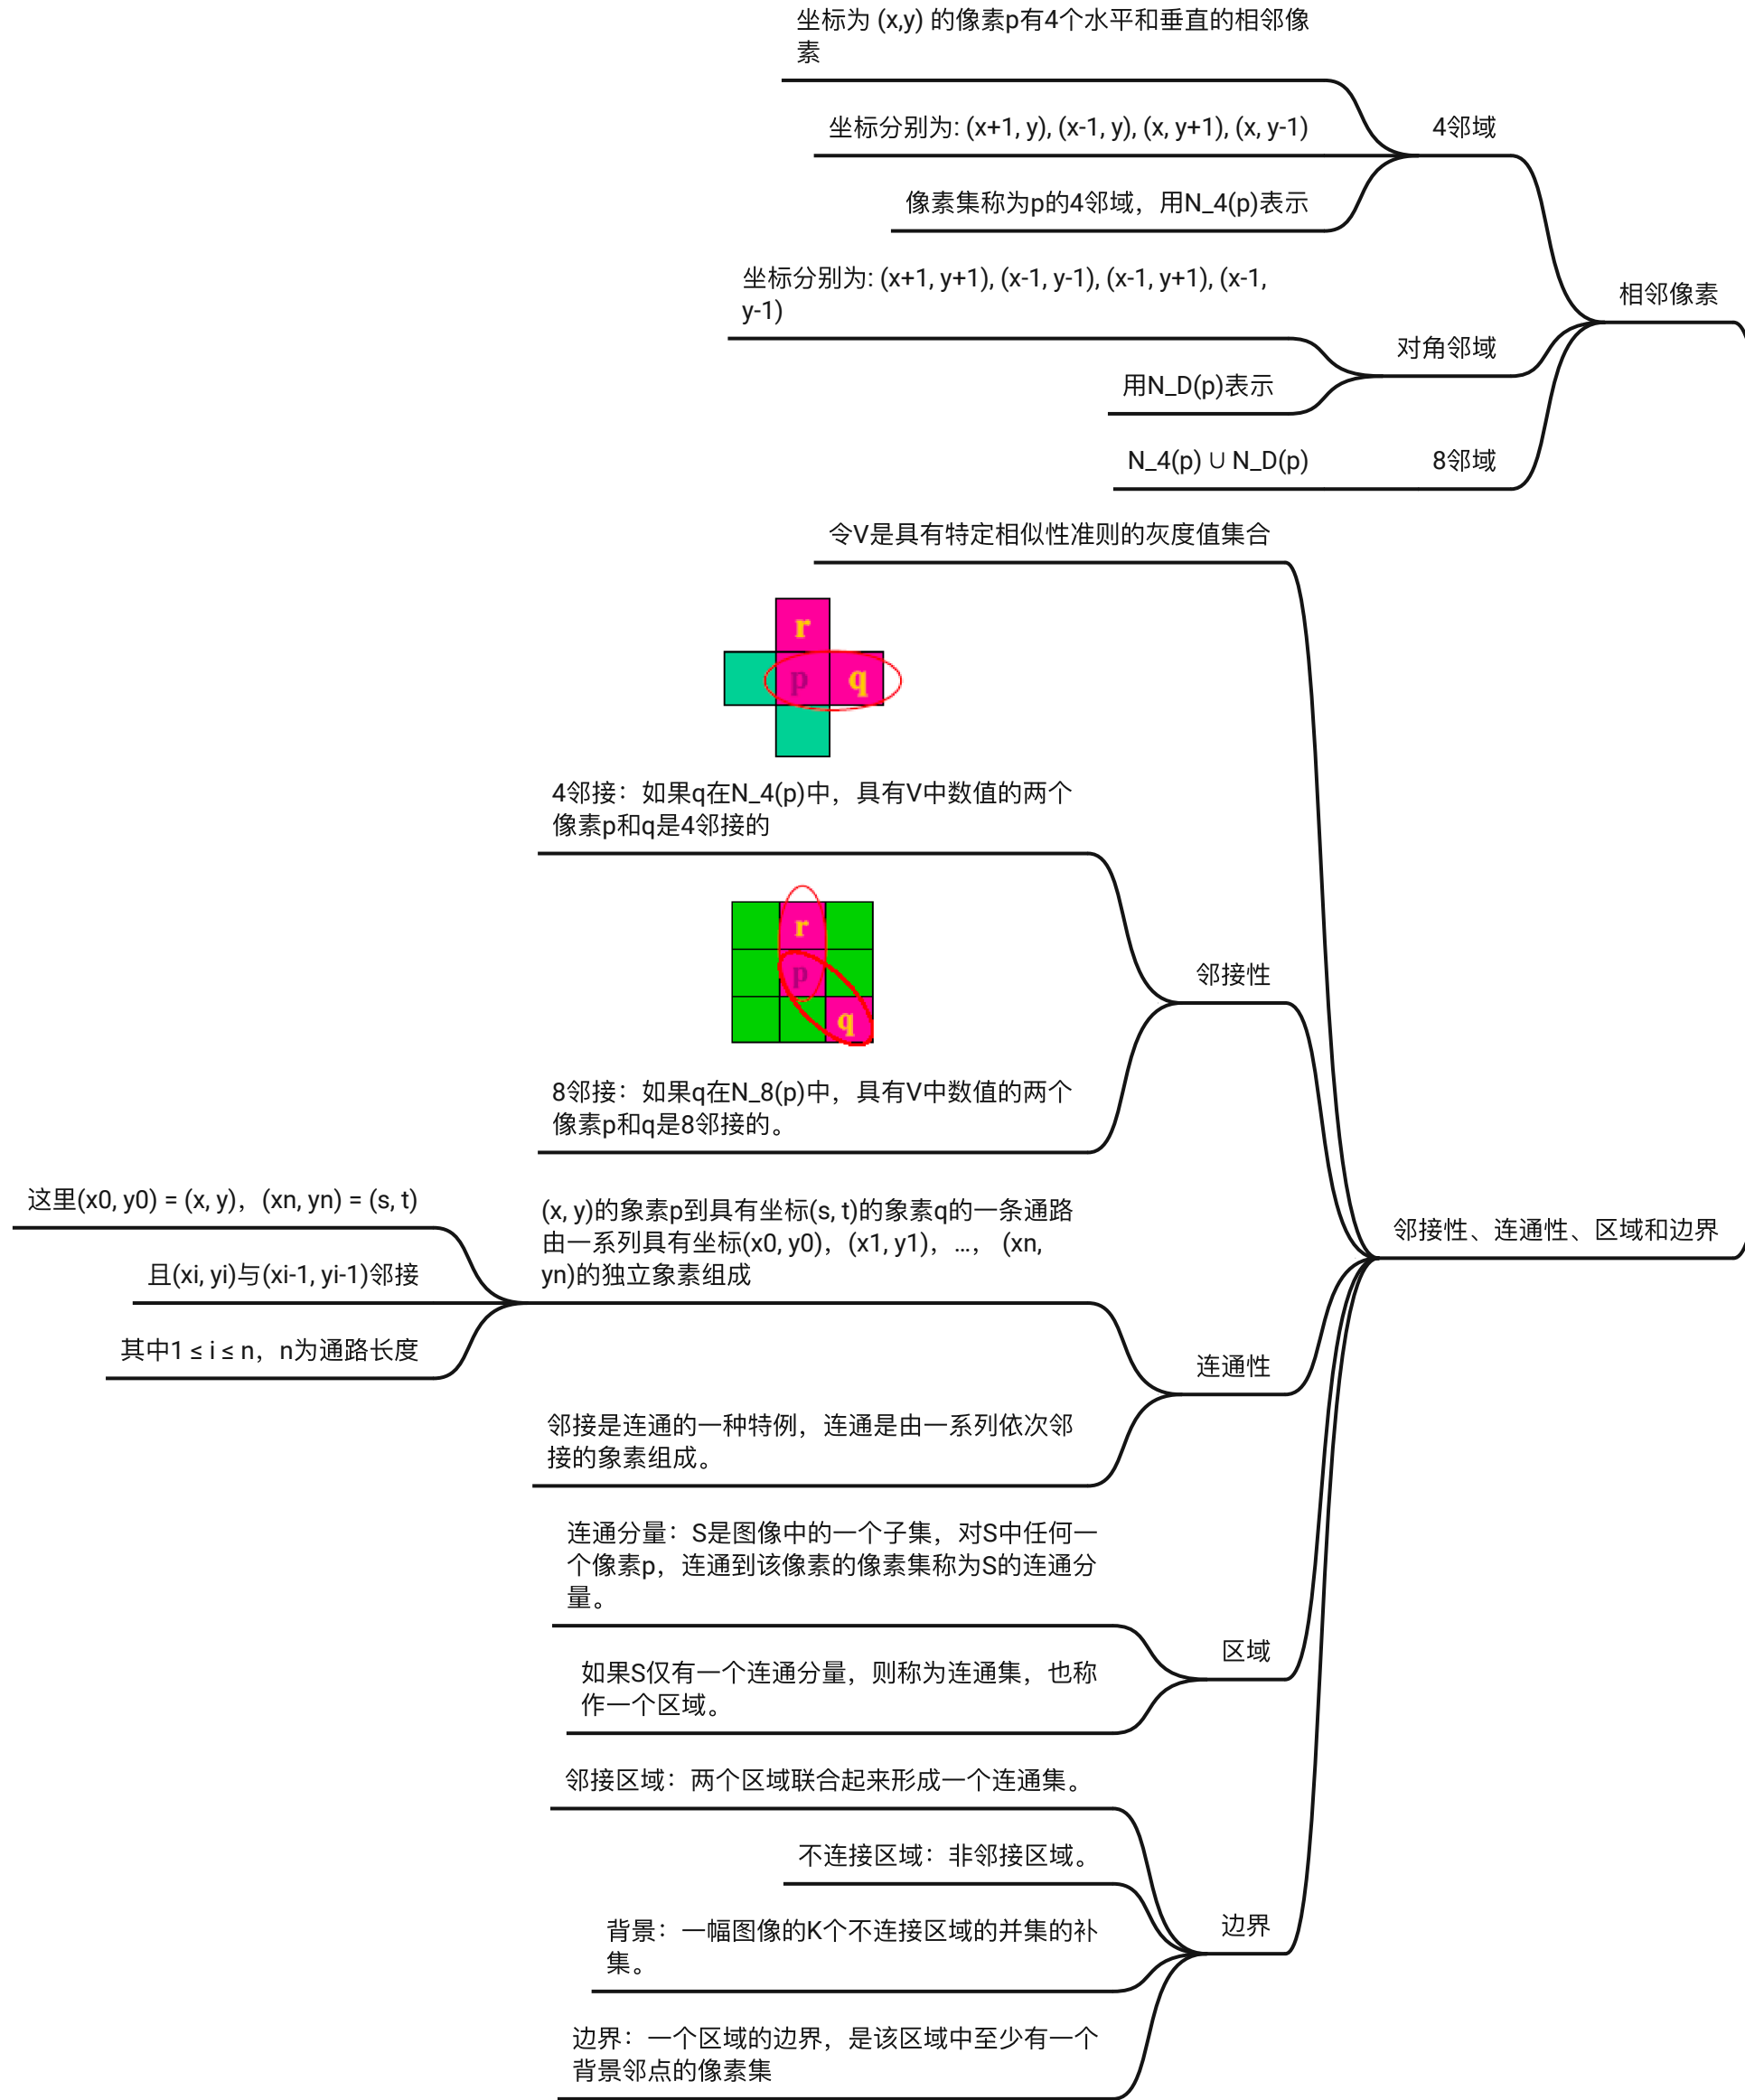 坐标为 (x,y) 的像素p有4个水平和垂直的相邻像
素
坐标分别为: (x+1, y), (x-1, y), (x, y+1), (x, y-1)
4邻域
像素集称为p的4邻域，用N_4(p)表示
坐标分别为: (x+1, y+1), (x-1, y-1), (x-1, y+1), (x-1,
y-1)
相邻像素
对角邻域
用N_D(p)表示
N_4(p) ∪ N_D(p)
8邻域
令V是具有特定相似性准则的灰度值集合
r
p
q
4邻接：如果q在N_4(p)中，具有V中数值的两个
像素p和q是4邻接的
r
p
q
邻接性
8邻接：如果q在N_8(p)中，具有V中数值的两个
像素p和q是8邻接的。
这里(x0, y0) = (x, y)，(xn, yn) = (s, t)
且(xi, yi)与(xi-1, yi-1)邻接
其中1 ≤ i ≤ n，n为通路长度
(x, y)的象素p到具有坐标(s, t)的象素q的一条通路
由一系列具有坐标(x0, y0)，(x1, y1)，…， (xn,
yn)的独立象素组成
邻接性、连通性、区域和边界
连通性
邻接是连通的一种特例，连通是由一系列依次邻
接的象素组成。
连通分量：S是图像中的一个子集，对S中任何一
个像素p，连通到该像素的像素集称为S的连通分
量。
区域
如果S仅有一个连通分量，则称为连通集，也称
作一个区域。
邻接区域：两个区域联合起来形成一个连通集。
不连接区域：非邻接区域。
边界
背景：一幅图像的K个不连接区域的并集的补
集。
边界：一个区域的边界，是该区域中至少有一个
背景邻点的像素集